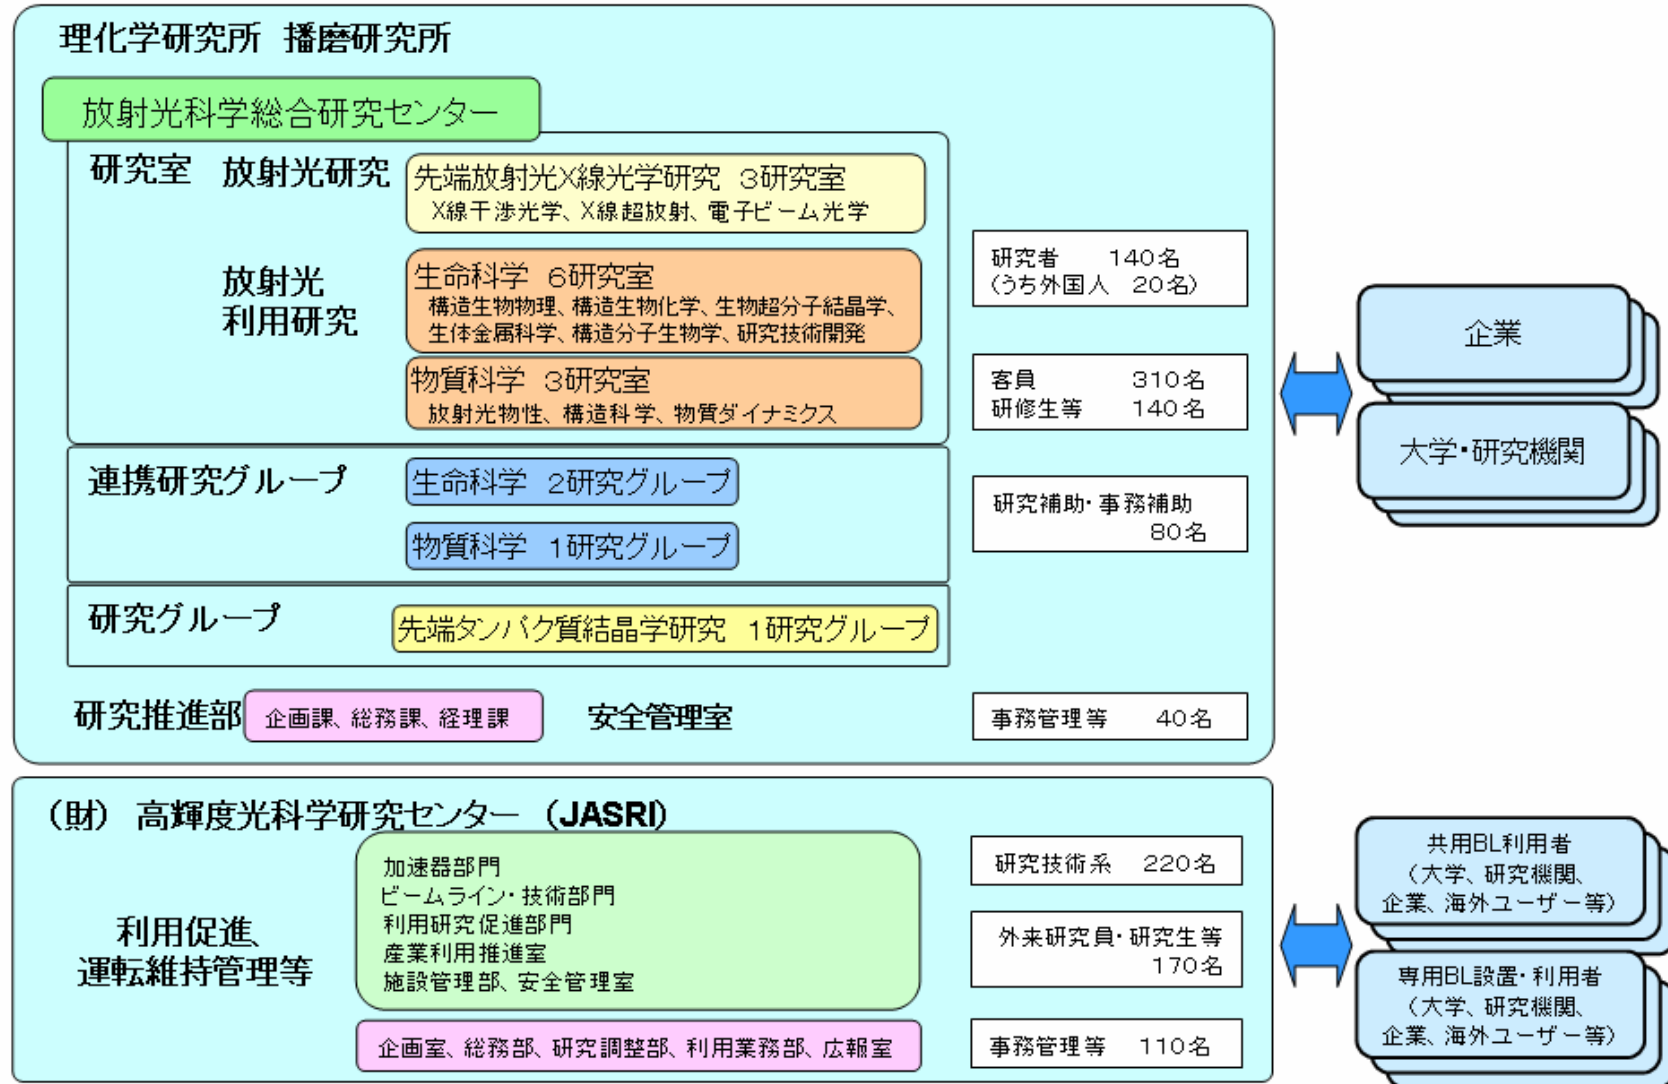 理化学研究所 播磨研究所
放射光科学総合研究センター
研究室 放射光研究
先端放射光X線光学研究 3研究室
X線干渉光学、X線超放射、電子ビーム光学
放射光
利用研究
生命科学 6研究室
構造生物物理、構造生物化学、生物超分子結晶学、
生体金属科学、構造分子生物学、研究技術開発
物質科学 3研究室
放射光物性、構造科学、物質ダイナミクス
連携研究グループ
生命科学 2研究グループ
物質科学 1研究グループ
研究グループ
先端タンパク質結晶学研究 1研究グループ
研究推進部
企画課、総務課、経理課
安全管理室
研究者 140名
(うち外国人 20名)
客員 310名
研修生等 140名
研究補助・事務補助
80名
事務管理等 40名
企業
大学・研究機関
(財) 高輝度光科学研究センター (JASRI)
利用促進、
運転維持管理等
加速器部門
ビームライン・技術部門
利用研究促進部門
産業利用推進室
施設管理部、安全管理室
企画室、総務部、研究調整部、利用業務部、広報室
研究技術系 220名
外来研究員・研究生等
170名
事務管理等 110名
共用BL利用者
(大学、研究機関、
企業、海外ユーザー等)
専用BL設置・利用者
(大学、研究機関、
企業、海外ユーザー等)